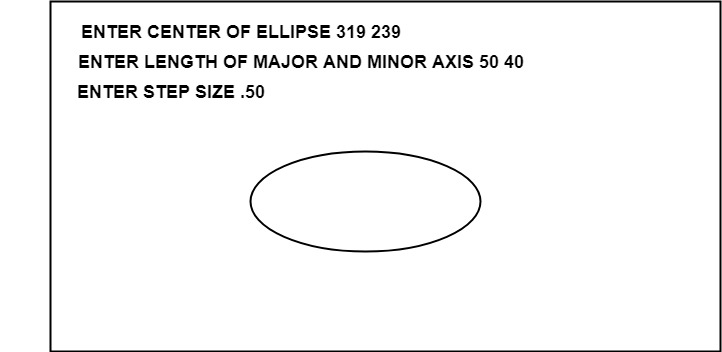 ENTER CENTER OF ELLIPSE 319 239
ENTER LENGTH OF MAJOR AND MINOR AXIS 50 40
ENTER STEP SIZE .50